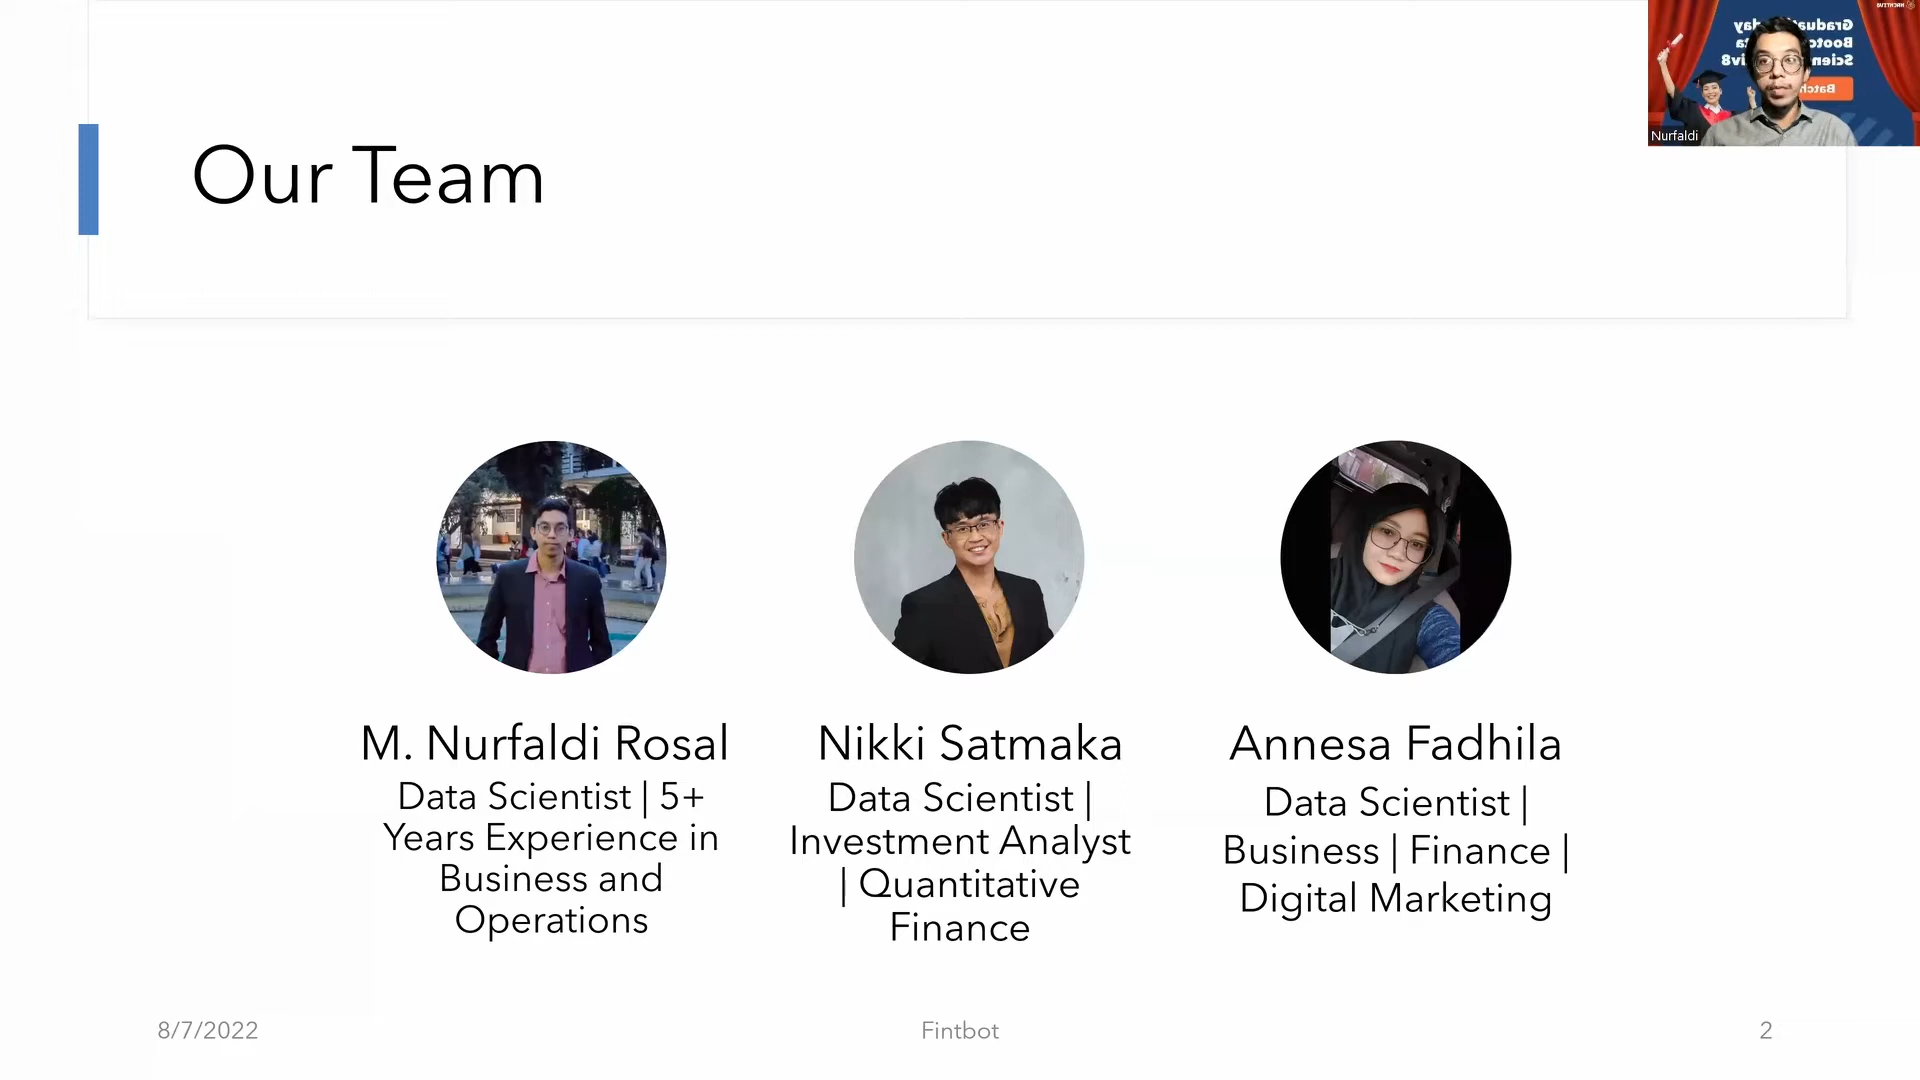 Our Team
Nurfaldi
M. Nurfaldi Rosal
Data Scientist | 5+
Years Experience in
Business and
Operations
Nikki Satmaka
Data Scientist |
Investment Analyst
| Quantitative
Finance
Annesa Fadhila
Data Scientist |
Business | Finance |
Digital Marketing
8/7/2022
Fintbot
2